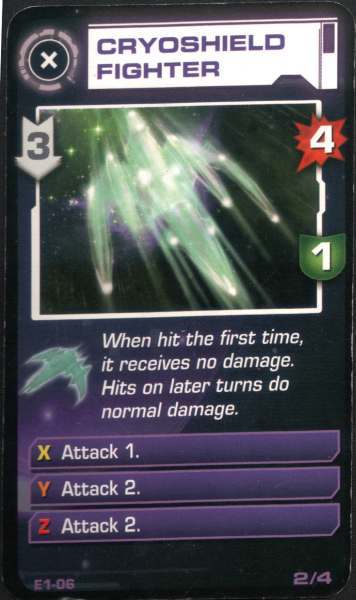 X
CRYOSHIELD
FIGHTER
3
4
1
When hit the first time,
it receives no damage.
Hits on later turns do
normal damage.
X Attack 1.
Y Attack 2.
Z Attack 2.
E1-06
2/4